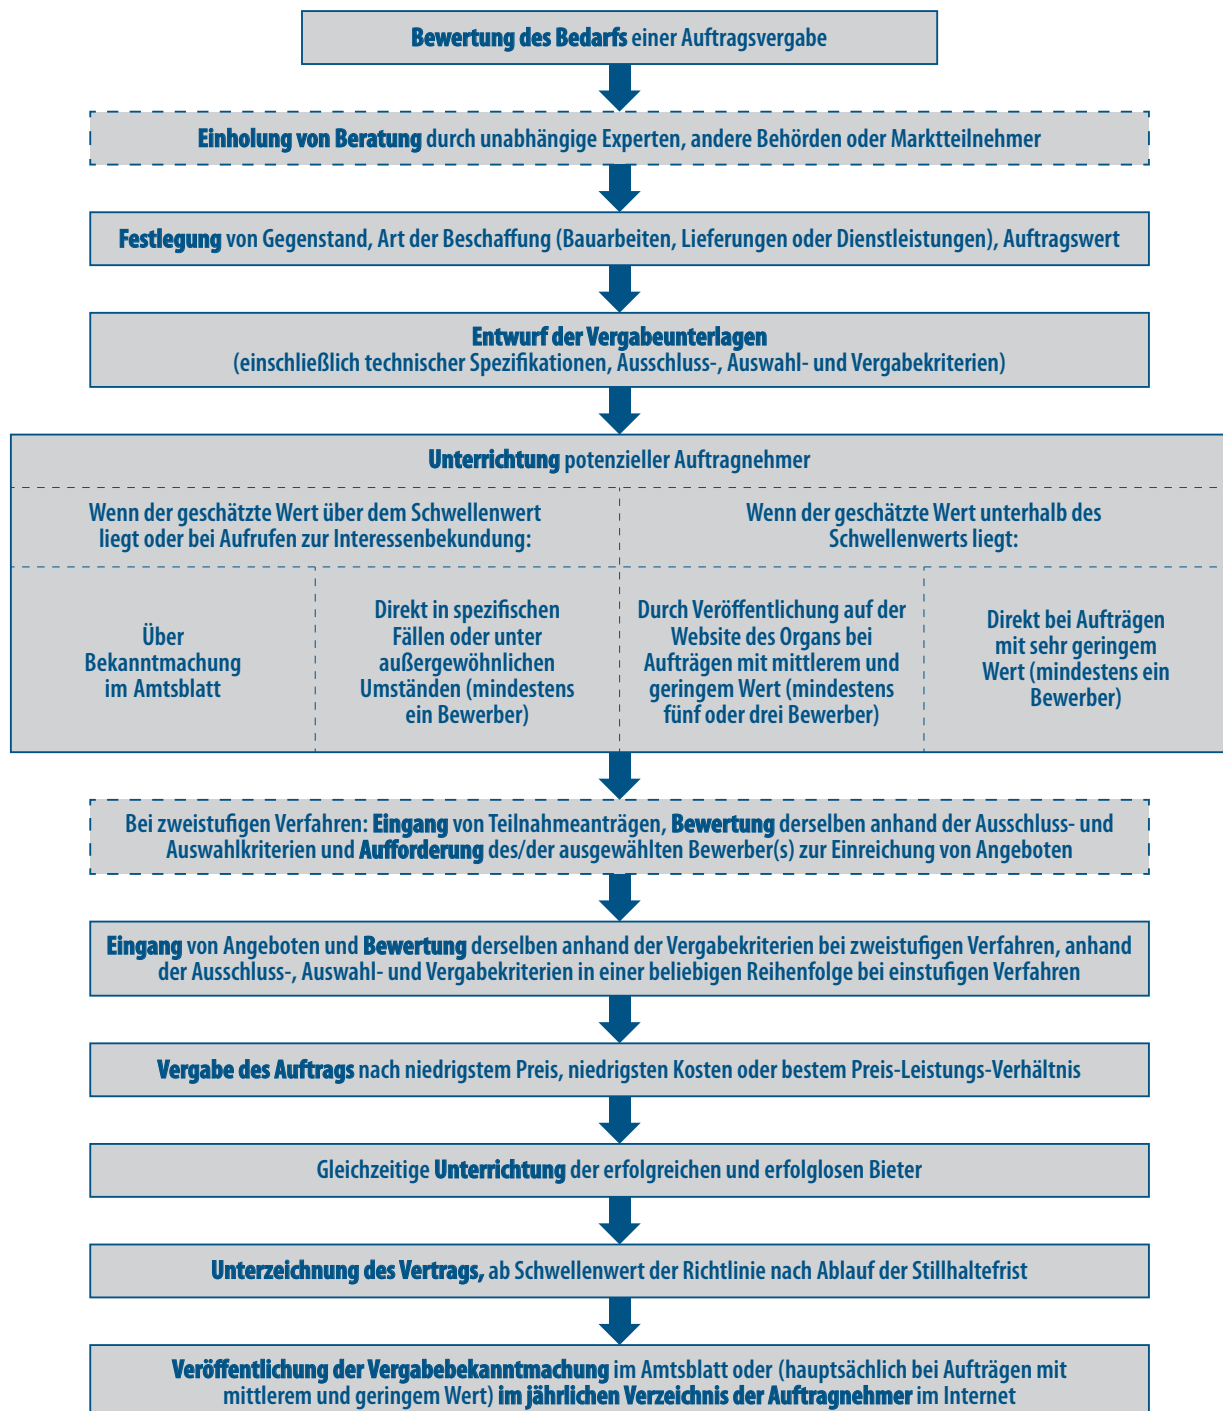 Bewertung des Bedarfs einer Auftragsvergabe
Einholung von Beratung durch unabhängige Experten, andere Behörden oder Marktteilnehmer
Festlegung von Gegenstand, Art der Beschaffung (Bauarbeiten, Lieferungen oder Dienstleistungen), Auftragswert
Entwurf der Vergabeunterlagen
(einschließlich technischer Spezifikationen, Ausschluss-, Auswahl- und Vergabekriterien)
Unterrichtung potenzieller Auftragnehmer
Wenn der geschätzte Wert über dem Schwellenwert
liegt oder bei Aufrufen zur Interessenbekundung:
Wenn der geschätzte Wert unterhalb des
Schwellenwerts liegt:
Über
Bekanntmachung
im Amtsblatt
Direkt in spezifischen
Fällen oder unter
außergewöhnlichen
Umständen (mindestens
ein Bewerber)
Durch Veröffentlichung auf der
Website des Organs bei
Aufträgen mit mittlerem und
geringem Wert (mindestens
fünf oder drei Bewerber)
Direkt bei Aufträgen
mit sehr geringem
Wert (mindestens ein
Bewerber)
Bei zweistufigen Verfahren: Eingang von Teilnahmeanträgen, Bewertung derselben anhand der Ausschluss- und
Auswahlkriterien und Aufforderung des/der ausgewählten Bewerber(s) zur Einreichung von Angeboten
Eingang von Angeboten und Bewertung derselben anhand der Vergabekriterien bei zweistufigen Verfahren, anhand
der Ausschluss-, Auswahl- und Vergabekriterien in einer beliebigen Reihenfolge bei einstufigen Verfahren
Vergabe des Auftrags nach niedrigstem Preis, niedrigsten Kosten oder bestem Preis-Leistungs-Verhältnis
Gleichzeitige Unterrichtung der erfolgreichen und erfolglosen Bieter
Unterzeichnung des Vertrags, ab Schwellenwert der Richtlinie nach Ablauf der Stillhaltefrist
Veröffentlichung der Vergabebekanntmachung im Amtsblatt oder (hauptsächlich bei Aufträgen mit
mittlerem und geringem Wert) im jährlichen Verzeichnis der Auftragnehmer im Internet